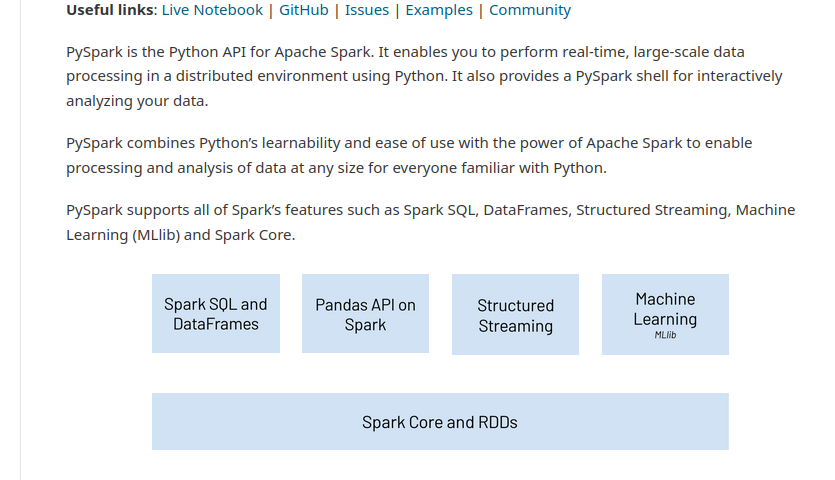 Useful links: Live Notebook | GitHub | Issues | Examples | Community
PySpark is the Python API for Apache Spark. It enables you to perform real-time, large-scale data
processing in a distributed environment using Python. It also provides a PySpark shell for interactively
analyzing your data.
PySpark combines Python’s learnability and ease of use with the power of Apache Spark to enable
processing and analysis of data at any size for everyone familiar with Python.
PySpark supports all of Spark’s features such as Spark SQL, DataFrames, Structured Streaming, Machine
Learning (MLlib) and Spark Core.
Spark SQL and
DataFrames
Pandas API on
Spark
Structured
Streaming
Machine
Learning
MLlib
Spark Core and RDDs